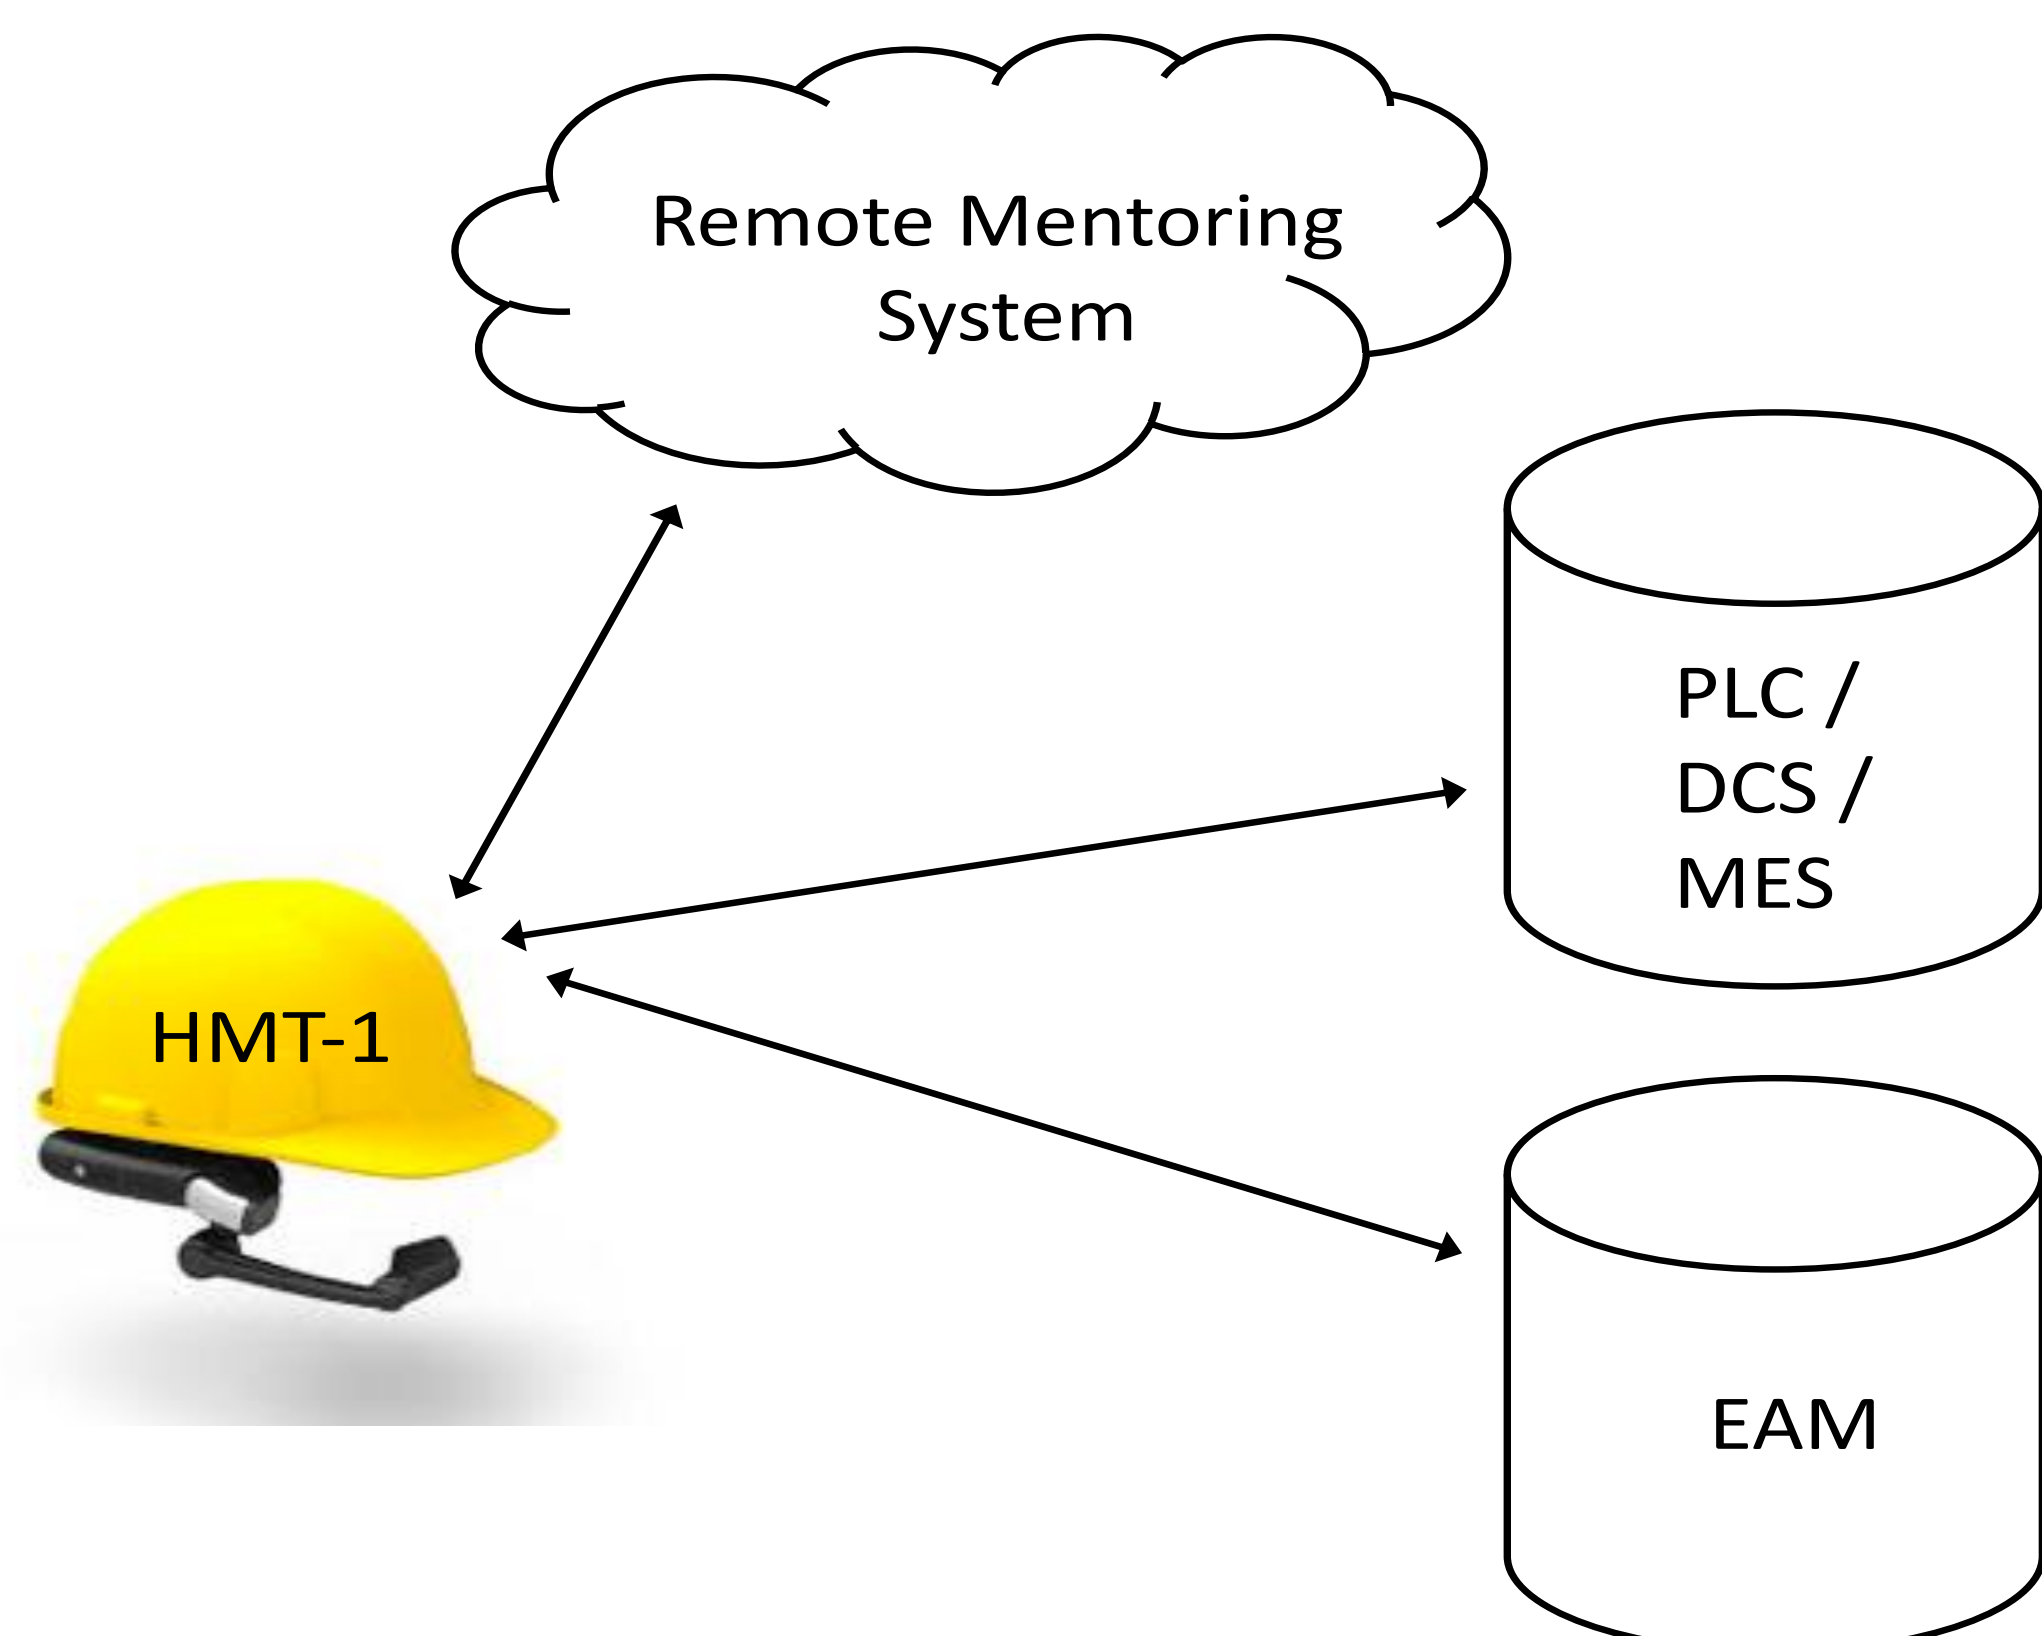 Remote Mentoring
System
PLC /
DCS /
MES
HMT-1
EAM